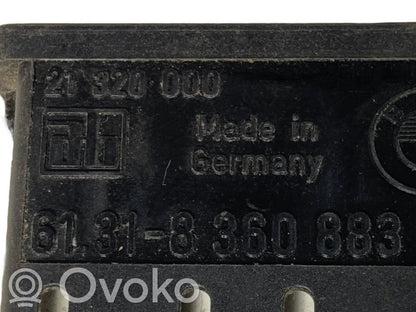 21 320 000
Made in
Germany
61.31-8 360 883
OVOKO